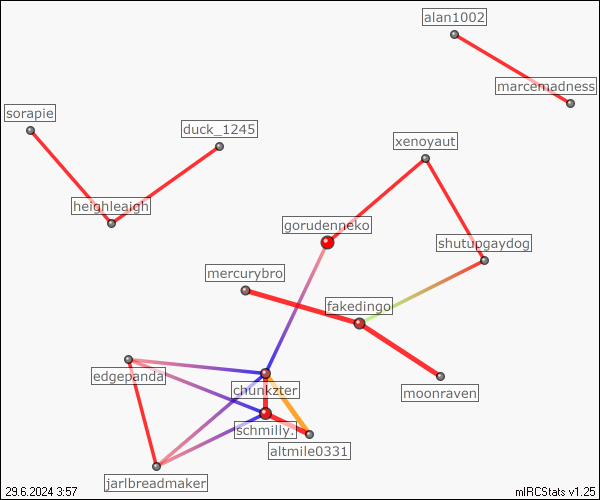 alan1002
marcemadness
sorapie
duck_1245
xenoyaut
heighleaigh
gorudenneko
shutupgaydog
mercurybro
fakedingo
edgepanda
chunkzter
moonraven
schmilly.
altmile0331
jarlbreadmaker
29.6.2024 3:57
mIRCStats v1.25